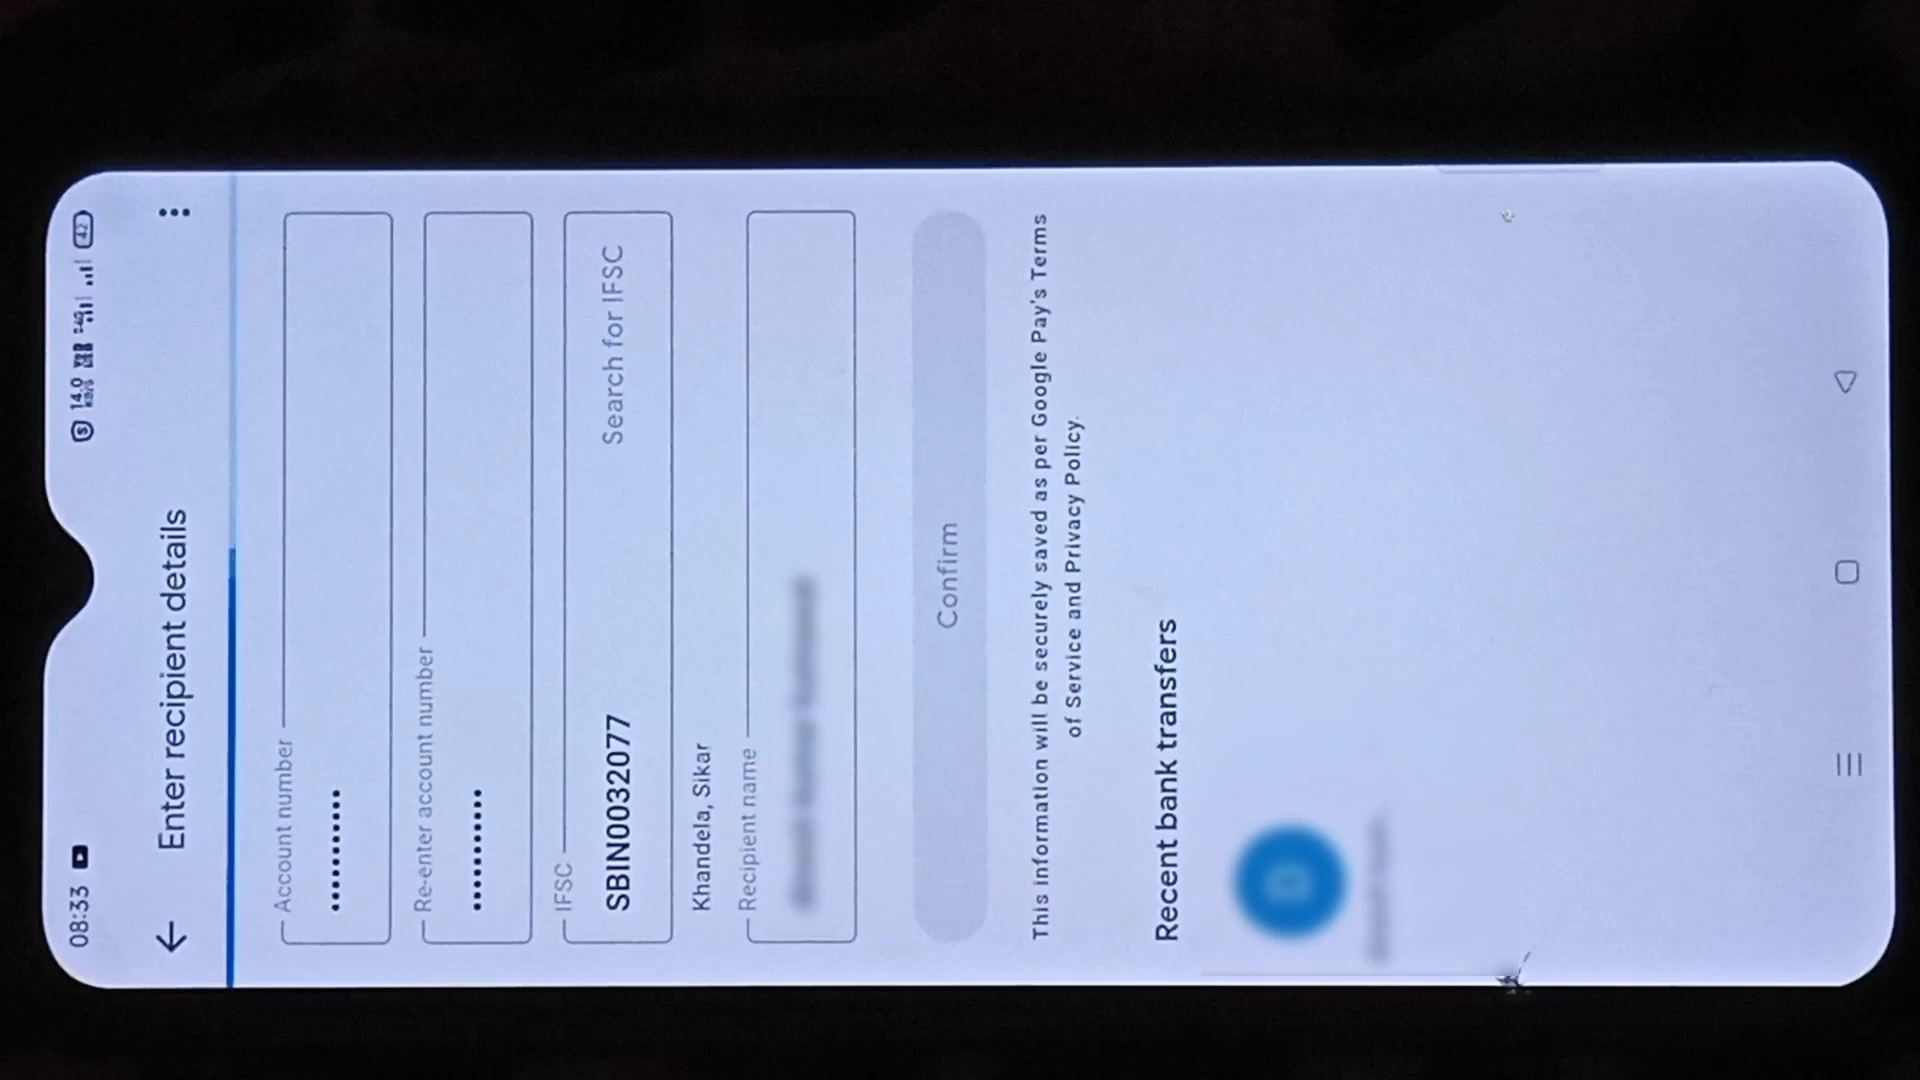 08:33 14.0 KB/s 42
Enter recipient details
Account number
•••••••••••
Re-enter account number
•••••••••••
IFSC
SBIN0032077 Search for IFSC
Khandela, Sikar
Recipient name
Confirm
This information will be securely saved as per Google Pay's Terms
of Service and Privacy Policy.
Recent bank transfers